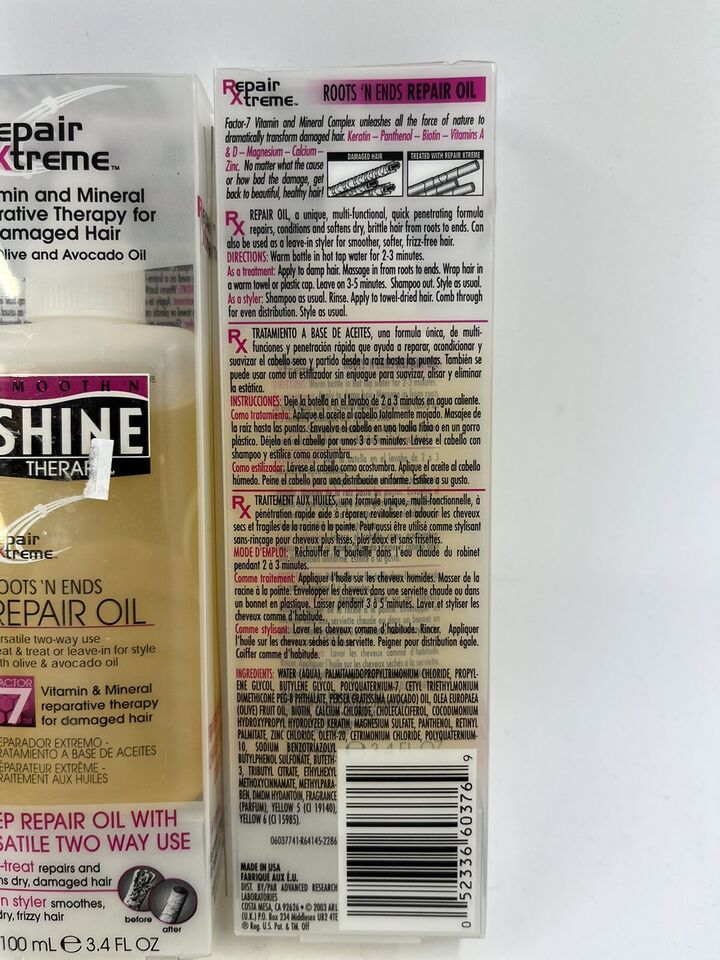 epair
Xtreme™
min and Mineral
rative Therapy for
amaged Hair
live and Avocado Oil
SMOOTH 'N
SHINE
THERAP
pair
treme
OOTS 'N ENDS
REPAIR OIL
rsatile two-way use
eat & treat or leave-in for style
th olive & avocado oil
FACTOR
7™
Vitamin & Mineral
reparative therapy
for damaged hair
EPARADOR EXTREMO -
RATAMIENTO A BASE DE ACEITES
ÉPARATEUR EXTRÊME -
RAITEMENT AUX HUILES
EP REPAIR OIL WITH
SATILE TWO WAY USE
-treat repairs and
ns dry, damaged hair
n styler smoothes,
dry, frizzy hair
before
after
100 mL ℮ 3.4 FL OZ
Repair
Xtreme™
ROOTS 'N ENDS REPAIR OIL
Factor-7 Vitamin and Mineral Complex unleashes all the force of nature to
dramatically transform damaged hair. Keratin – Panthenol – Biotin – Vitamins A
& D – Magnesium – Calcium –
Zinc. No matter what the cause
or how bad the damage, get
back to beautiful, healthy hair!
DAMAGED HAIR
TREATED WITH REPAIR XTREME
RX REPAIR OIL, a unique, multi-functional, quick penetrating formula
repairs, conditions and softens dry, brittle hair from roots to ends. Can
also be used as a leave-in styler for smoother, softer, frizz-free hair.
DIRECTIONS: Warm bottle in hot tap water for 2-3 minutes.
As a treatment: Apply to damp hair. Massage in from roots to ends. Wrap hair in
a warm towel or plastic cap. Leave on 3-5 minutes. Shampoo out. Style as usual.
As a styler: Shampoo as usual. Rinse. Apply to towel-dried hair. Comb through
for even distribution. Style as usual.
RX TRATAMIENTO A BASE DE ACEITES, una formula única, de multi-
funciones y penetración rápida que ayuda a reparar, acondicionar y
suavizar el cabello seco y partido desde la raíz hasta las puntas. También se
puede usar como un estilizador sin enjuague para suavizar, alisar y eliminar
la estática.
INSTRUCCIONES: Deje la botella en el lavabo de 2 a 3 minutos en agua caliente.
Como tratamiento: Aplique el aceite al cabello totalmente mojado. Masajee de
la raíz hasta las puntas. Envuelva el cabello en una toalla tibia o en un gorro
plástico. Déjelo en el cabello por unos 3 a 5 minutos. Lávese el cabello con
shampoo y estilice como acostumbra.
Como estilizador: Lávese el cabello como acostumbra. Aplique el aceite al cabello
húmedo. Peine el cabello para una distribución uniforme. Estilice a su gusto.
RX TRAITEMENT AUX HUILES, une formule unique, multi-fonctionnelle, à
pénétration rapide aide à réparer, revitaliser et adoucir les cheveux
secs et fragiles de la racine à la pointe. Peut aussi être utilisé comme stylisant
sans-rinçage pour cheveux plus lisses, plus doux et sans frisettes.
MODE D'EMPLOI: Réchauffer la bouteille dans l'eau chaude du robinet
pendant 2 à 3 minutes.
Comme traitement: Appliquer l'huile sur les cheveux humides. Masser de la
racine à la pointe. Envelopper les cheveux dans une serviette chaude ou dans
un bonnet en plastique. Laisser pendant 3 à 5 minutes. Laver et styliser les
cheveux comme d'habitude.
Comme stylisant: Laver les cheveux comme d'habitude. Rincer. Appliquer
l'huile sur les cheveux séchés à la serviette. Peigner pour distribution égale.
Coiffer comme d'habitude.
INGREDIENTS: WATER (AQUA), PALMITAMIDOPROPYLTRIMONIUM CHLORIDE, PROPYL-
ENE GLYCOL, BUTYLENE GLYCOL, POLYQUATERNIUM-7, CETYL TRIETHYLMONIUM
DIMETHICONE PEG-8 PHTHALATE, PERSEA GRATISSIMA (AVOCADO) OIL, OLEA EUROPAEA
(OLIVE) FRUIT OIL, BIOTIN, CALCIUM CHLORIDE, CHOLECALCIFEROL, COCODIMONIUM
HYDROXYPROPYL HYDROLYZED KERATIN, MAGNESIUM SULFATE, PANTHENOL, RETINYL
PALMITATE, ZINC CHLORIDE, OLETH-20, CETRIMONIUM CHLORIDE, POLYQUATERNIUM-
10, SODIUM BENZOTRIAZOLYL
BUTYLPHENOL SULFONATE, BUTETH-
3, TRIBUTYL CITRATE, ETHYLHEXYL
METHOXYCINNAMATE, METHYLPARA-
BEN, DMDM HYDANTOIN, FRAGRANCE
(PARFUM), YELLOW 5 (CI 19140),
YELLOW 6 (CI 15985).
06037741-R64145-2286
MADE IN USA
FABRIQUÉ AUX É.U.
DIST. BY/PAR ADVANCED RESEARCH
LABORATORIES
COSTA MESA, CA 92626 • © 2003 ARL
(U.K.) P.O. Box 234 Middlesex UB2 4TE
® Reg. U.S. Pat. & TM. Off
0 52336 60376 9